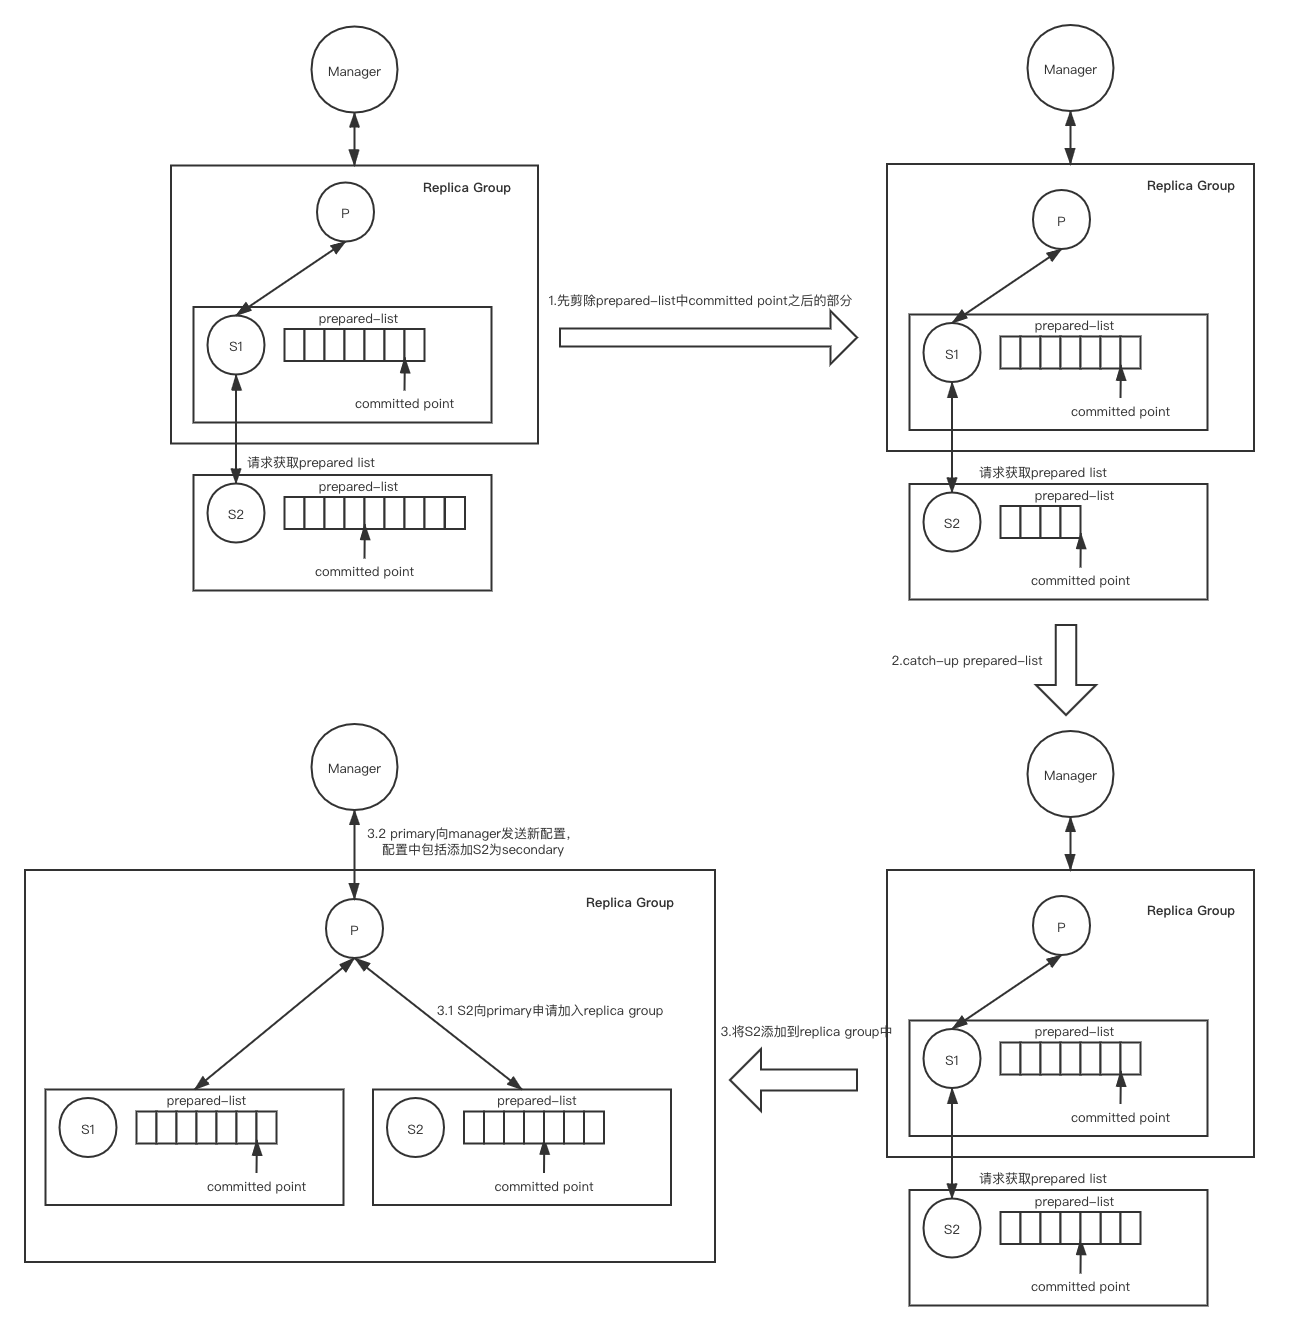 Manager
Replica Group
P
prepared-list
S1
committed point
请求获取prepared list
prepared-list
S2
committed point
1.先剪除prepared-list中committed point之后的部分
Manager
Replica Group
P
prepared-list
S1
committed point
请求获取prepared list
prepared-list
S2
committed point
2.catch-up prepared-list
Manager
Replica Group
P
prepared-list
S1
committed point
请求获取prepared list
prepared-list
S2
committed point
3.将S2添加到replica group中
Manager
3.2 primary向manager发送新配置,
配置中包括添加S2为secondary
Replica Group
P
3.1 S2向primary申请加入replica group
prepared-list
S1
committed point
prepared-list
S2
committed point